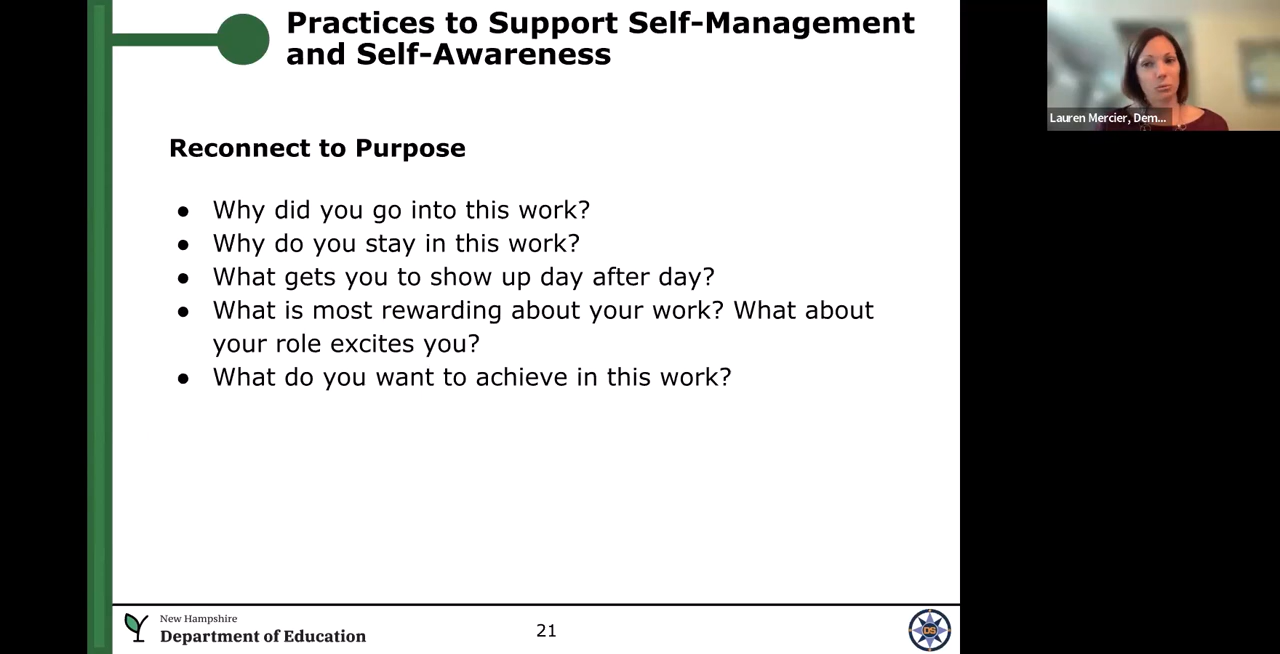 Practices to Support Self-Management
and Self-Awareness
Lauren Mercier, Dem...
Reconnect to Purpose
● Why did you go into this work?
● Why do you stay in this work?
● What gets you to show up day after day?
● What is most rewarding about your work? What about
your role excites you?
● What do you want to achieve in this work?
New Hampshire
Department of Education
21
DS